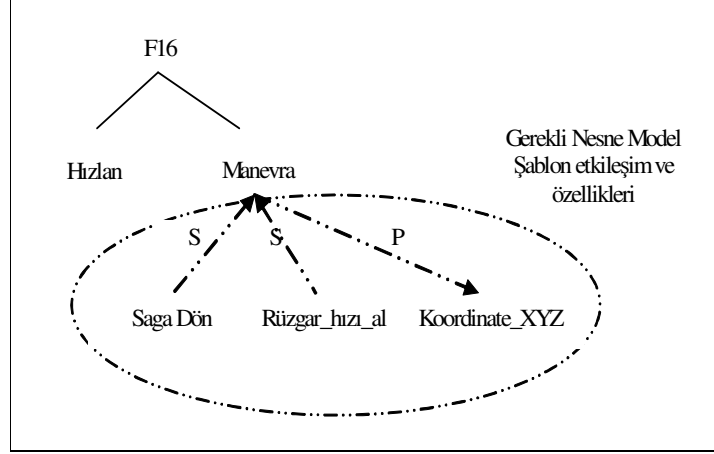 F16
Hızlan
Manevra
Gerekli Nesne Model
Şablon etkileşim ve
özellikleri
S
S
P
Saga Dön
Rüzgar_hızı_al
Koordinate_XYZ